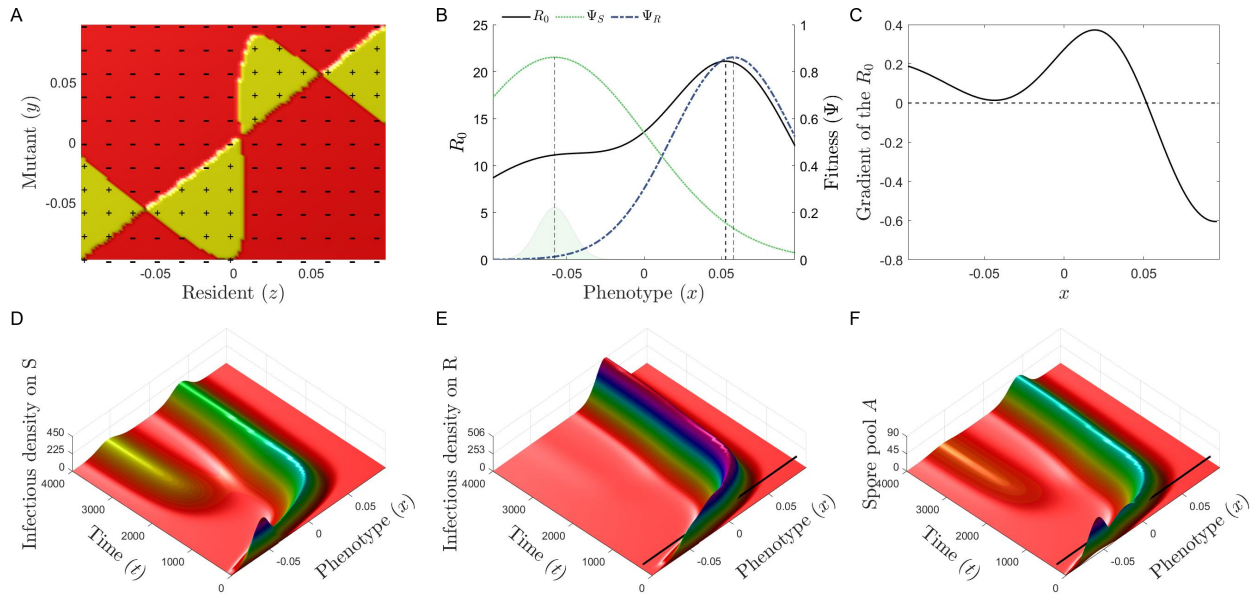 A
Mutant (y)
0.05
0
-0.05
-0.05 0 0.05
Resident (z)
B
R₀ Ψ_S Ψ_R
25
20
15
10
5
0
R₀
1
0.8
0.6
0.4
0.2
0
Fitness (Ψ)
-0.05 0 0.05
Phenotype (x)
C
Gradient of the R₀
0.4
0.2
0
-0.2
-0.4
-0.6
-0.8
-0.05 0 0.05
x
D
Infectious density on S
450
225
0
4000
3000
2000
1000
0
Time (t)
-0.05
0
0.05
Phenotype (x)
E
Infectious density on R
506
253
0
4000
3000
2000
1000
0
Time (t)
-0.05
0
0.05
Phenotype (x)
F
Spore pool A
90
45
0
4000
3000
2000
1000
0
Time (t)
-0.05
0
0.05
Phenotype (x)